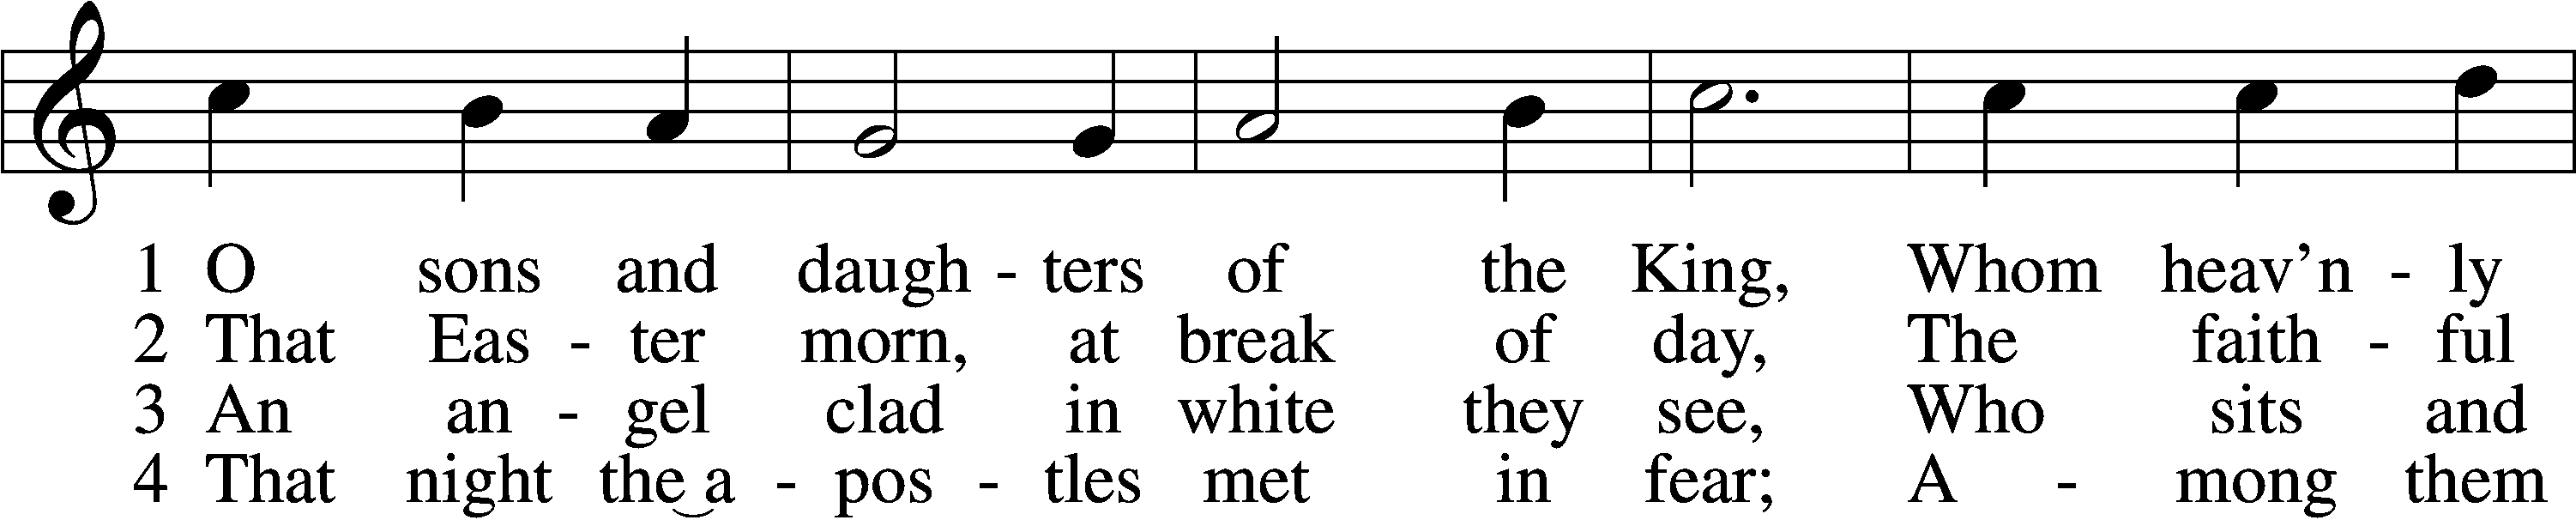 1 O sons and daugh - ters of the King, Whom heav'n - ly
2 That Eas - ter morn, at break of day, The faith - ful
3 An an - gel clad in white they see, Who sits and
4 That night the‿a - pos - tles met in fear; A - mong them